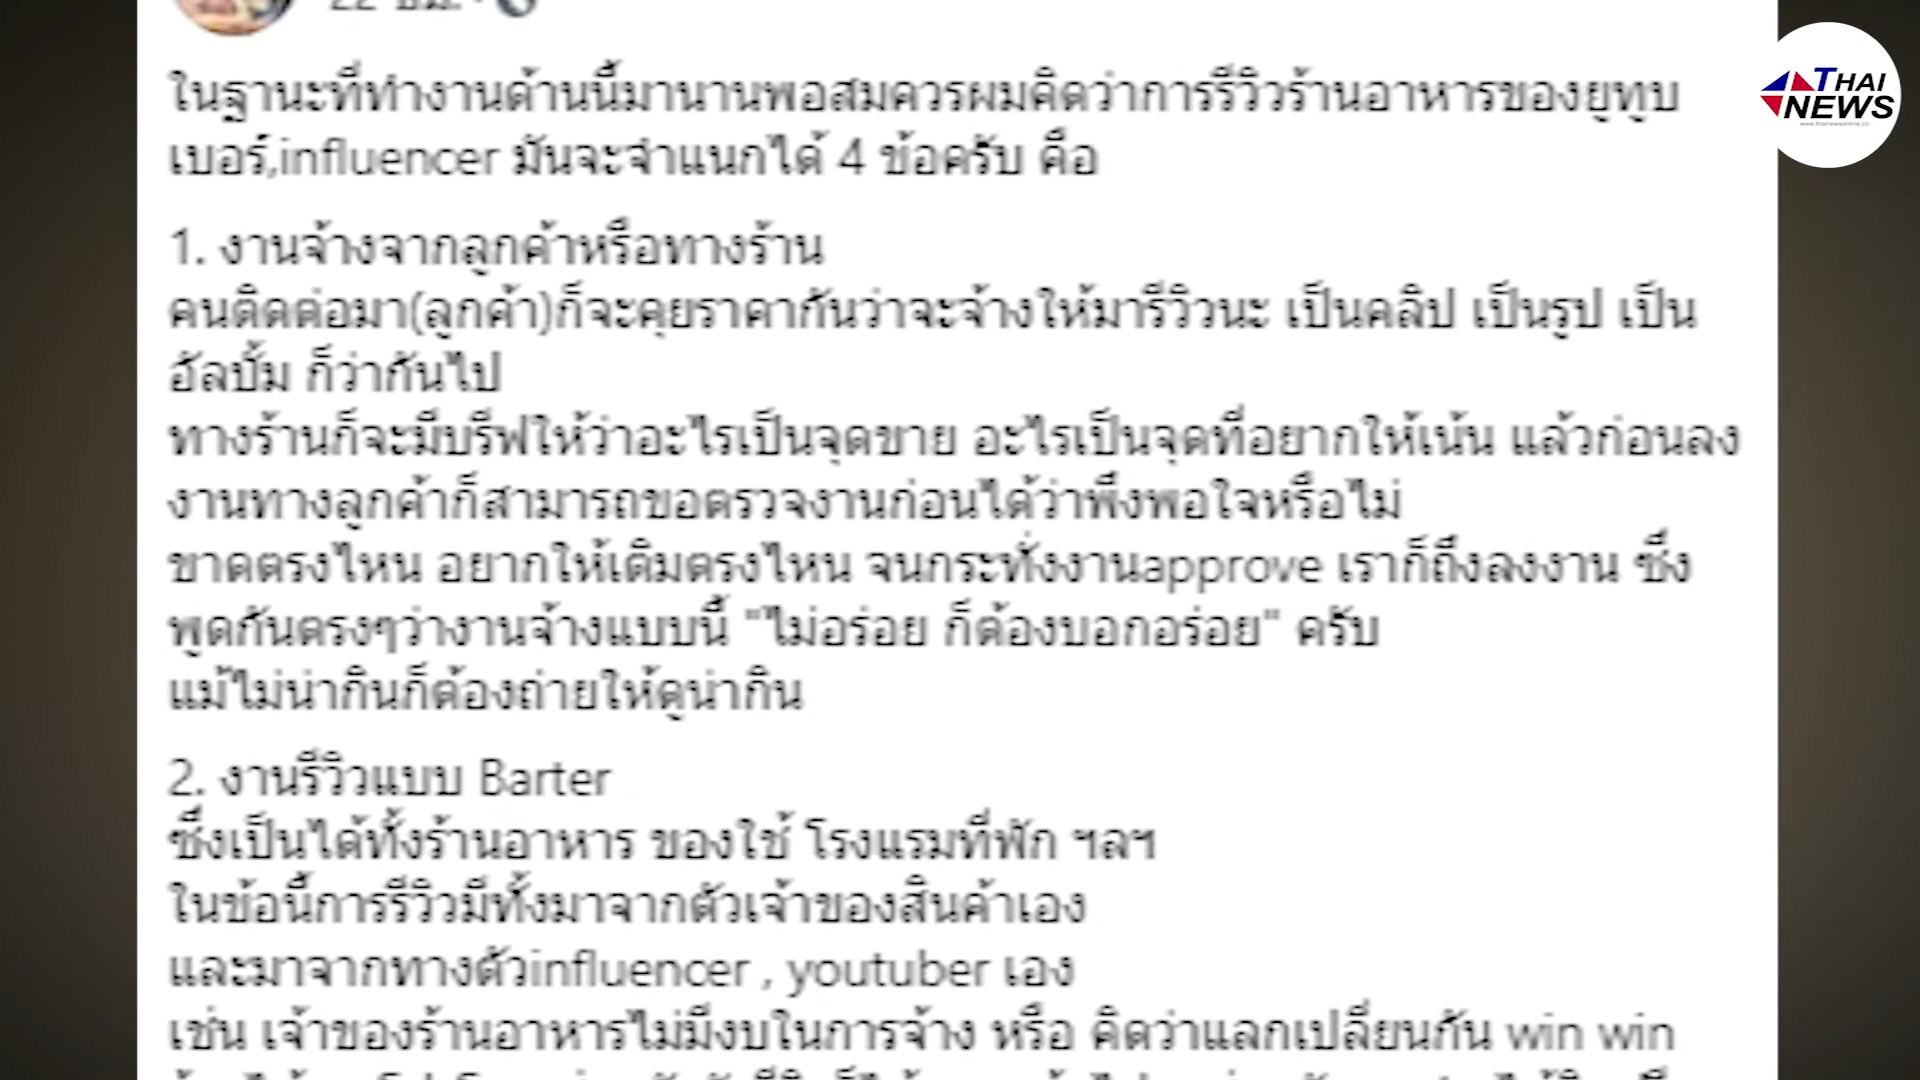 22 ชม.
THAI NEWS
ในฐานะที่ทำงานด้านนี้มานานพอสมควรผมคิดว่าการรีวิวร้านอาหารของยูทูบ
เบอร์,influencer มันจะจำแนกได้ 4 ข้อครับ คือ
1. งานจ้างจากลูกค้าหรือทางร้าน
คนติดต่อมา(ลูกค้า)ก็จะคุยราคากันว่าจะจ้างให้มารีวิวนะ เป็นคลิป เป็นรูป เป็น
อัลบั้ม ก็ว่ากันไป
ทางร้านก็จะมีบรีฟให้ว่าอะไรเป็นจุดขาย อะไรเป็นจุดที่อยากให้เน้น แล้วก่อนลง
งานทางลูกค้าก็สามารถขอตรวจงานก่อนได้ว่าพึงพอใจหรือไม่
ขาดตรงไหน อยากให้เติมตรงไหน จนกระทั่งงานapprove เราก็ถึงลงงาน ซึ่ง
พูดกันตรงๆว่างานจ้างแบบนี้ "ไม่อร่อย ก็ต้องบอกอร่อย" ครับ
แม้ไม่น่ากินก็ต้องถ่ายให้ดูน่ากิน
2. งานรีวิวแบบ Barter
ซึ่งเป็นได้ทั้งร้านอาหาร ของใช้ โรงแรมที่พัก ฯลฯ
ในข้อนี้การรีวิวมีทั้งมาจากตัวเจ้าของสินค้าเอง
และมาจากทางตัวinfluencer , youtuber เอง
เช่น เจ้าของร้านอาหารไม่มีงบในการจ้าง หรือ คิดว่าแลกเปลี่ยนกัน win win